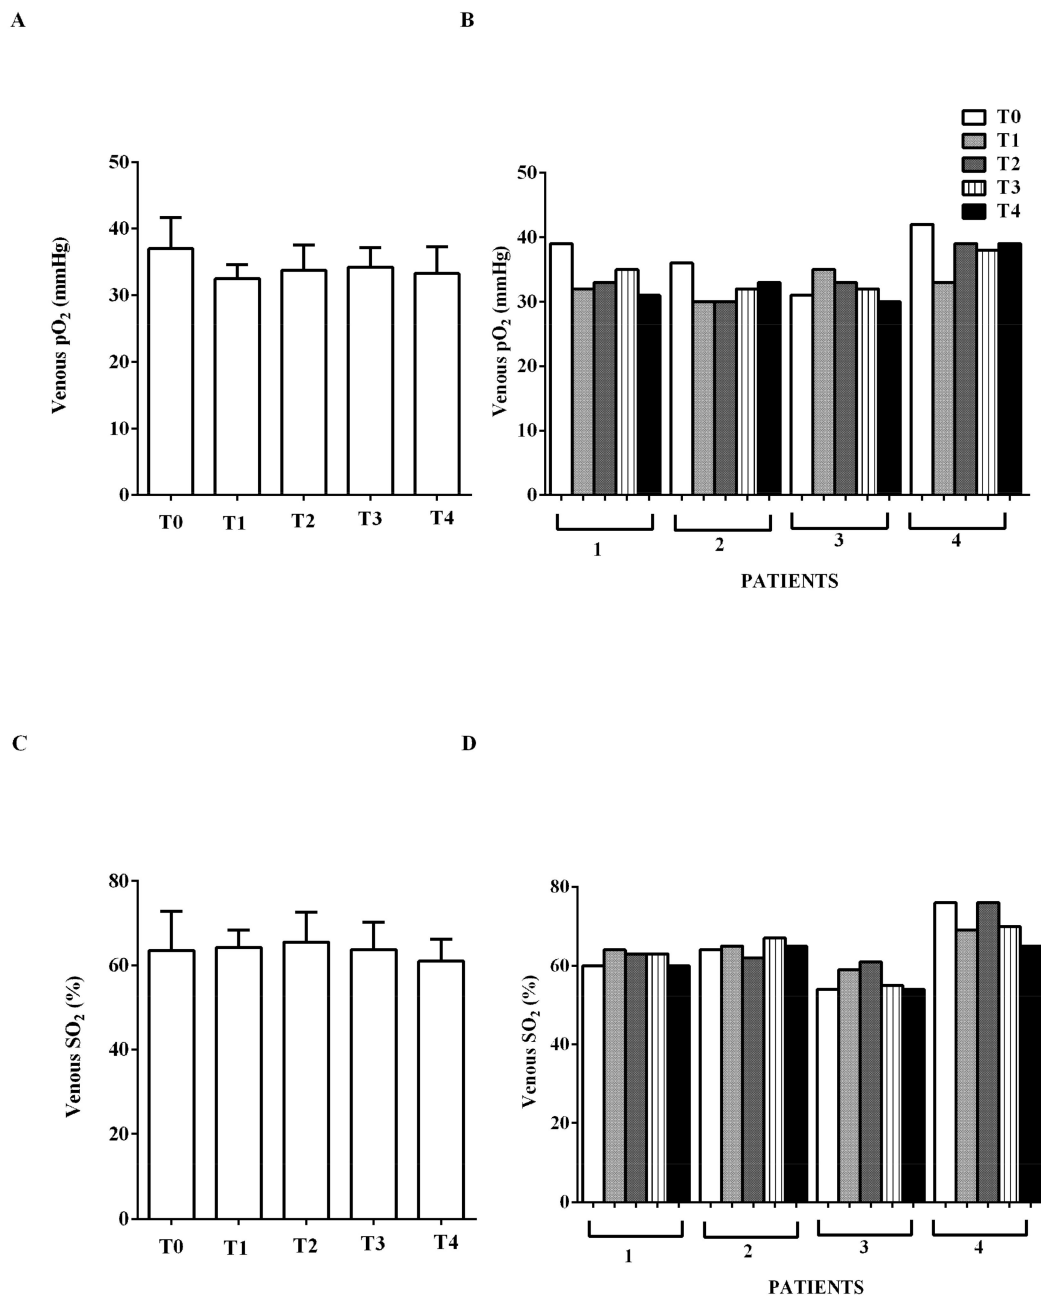 A
B
T0
T1
T2
T3
T4
Venous pO2 (mmHg)
50
40
30
20
10
0
T0 T1 T2 T3 T4
Venous pO2 (mmHg)
50
40
30
20
10
0
1 2 3 4
PATIENTS
C
D
Venous SO2 (%)
80
60
40
20
0
T0 T1 T2 T3 T4
Venous SO2 (%)
80
60
40
20
0
1 2 3 4
PATIENTS